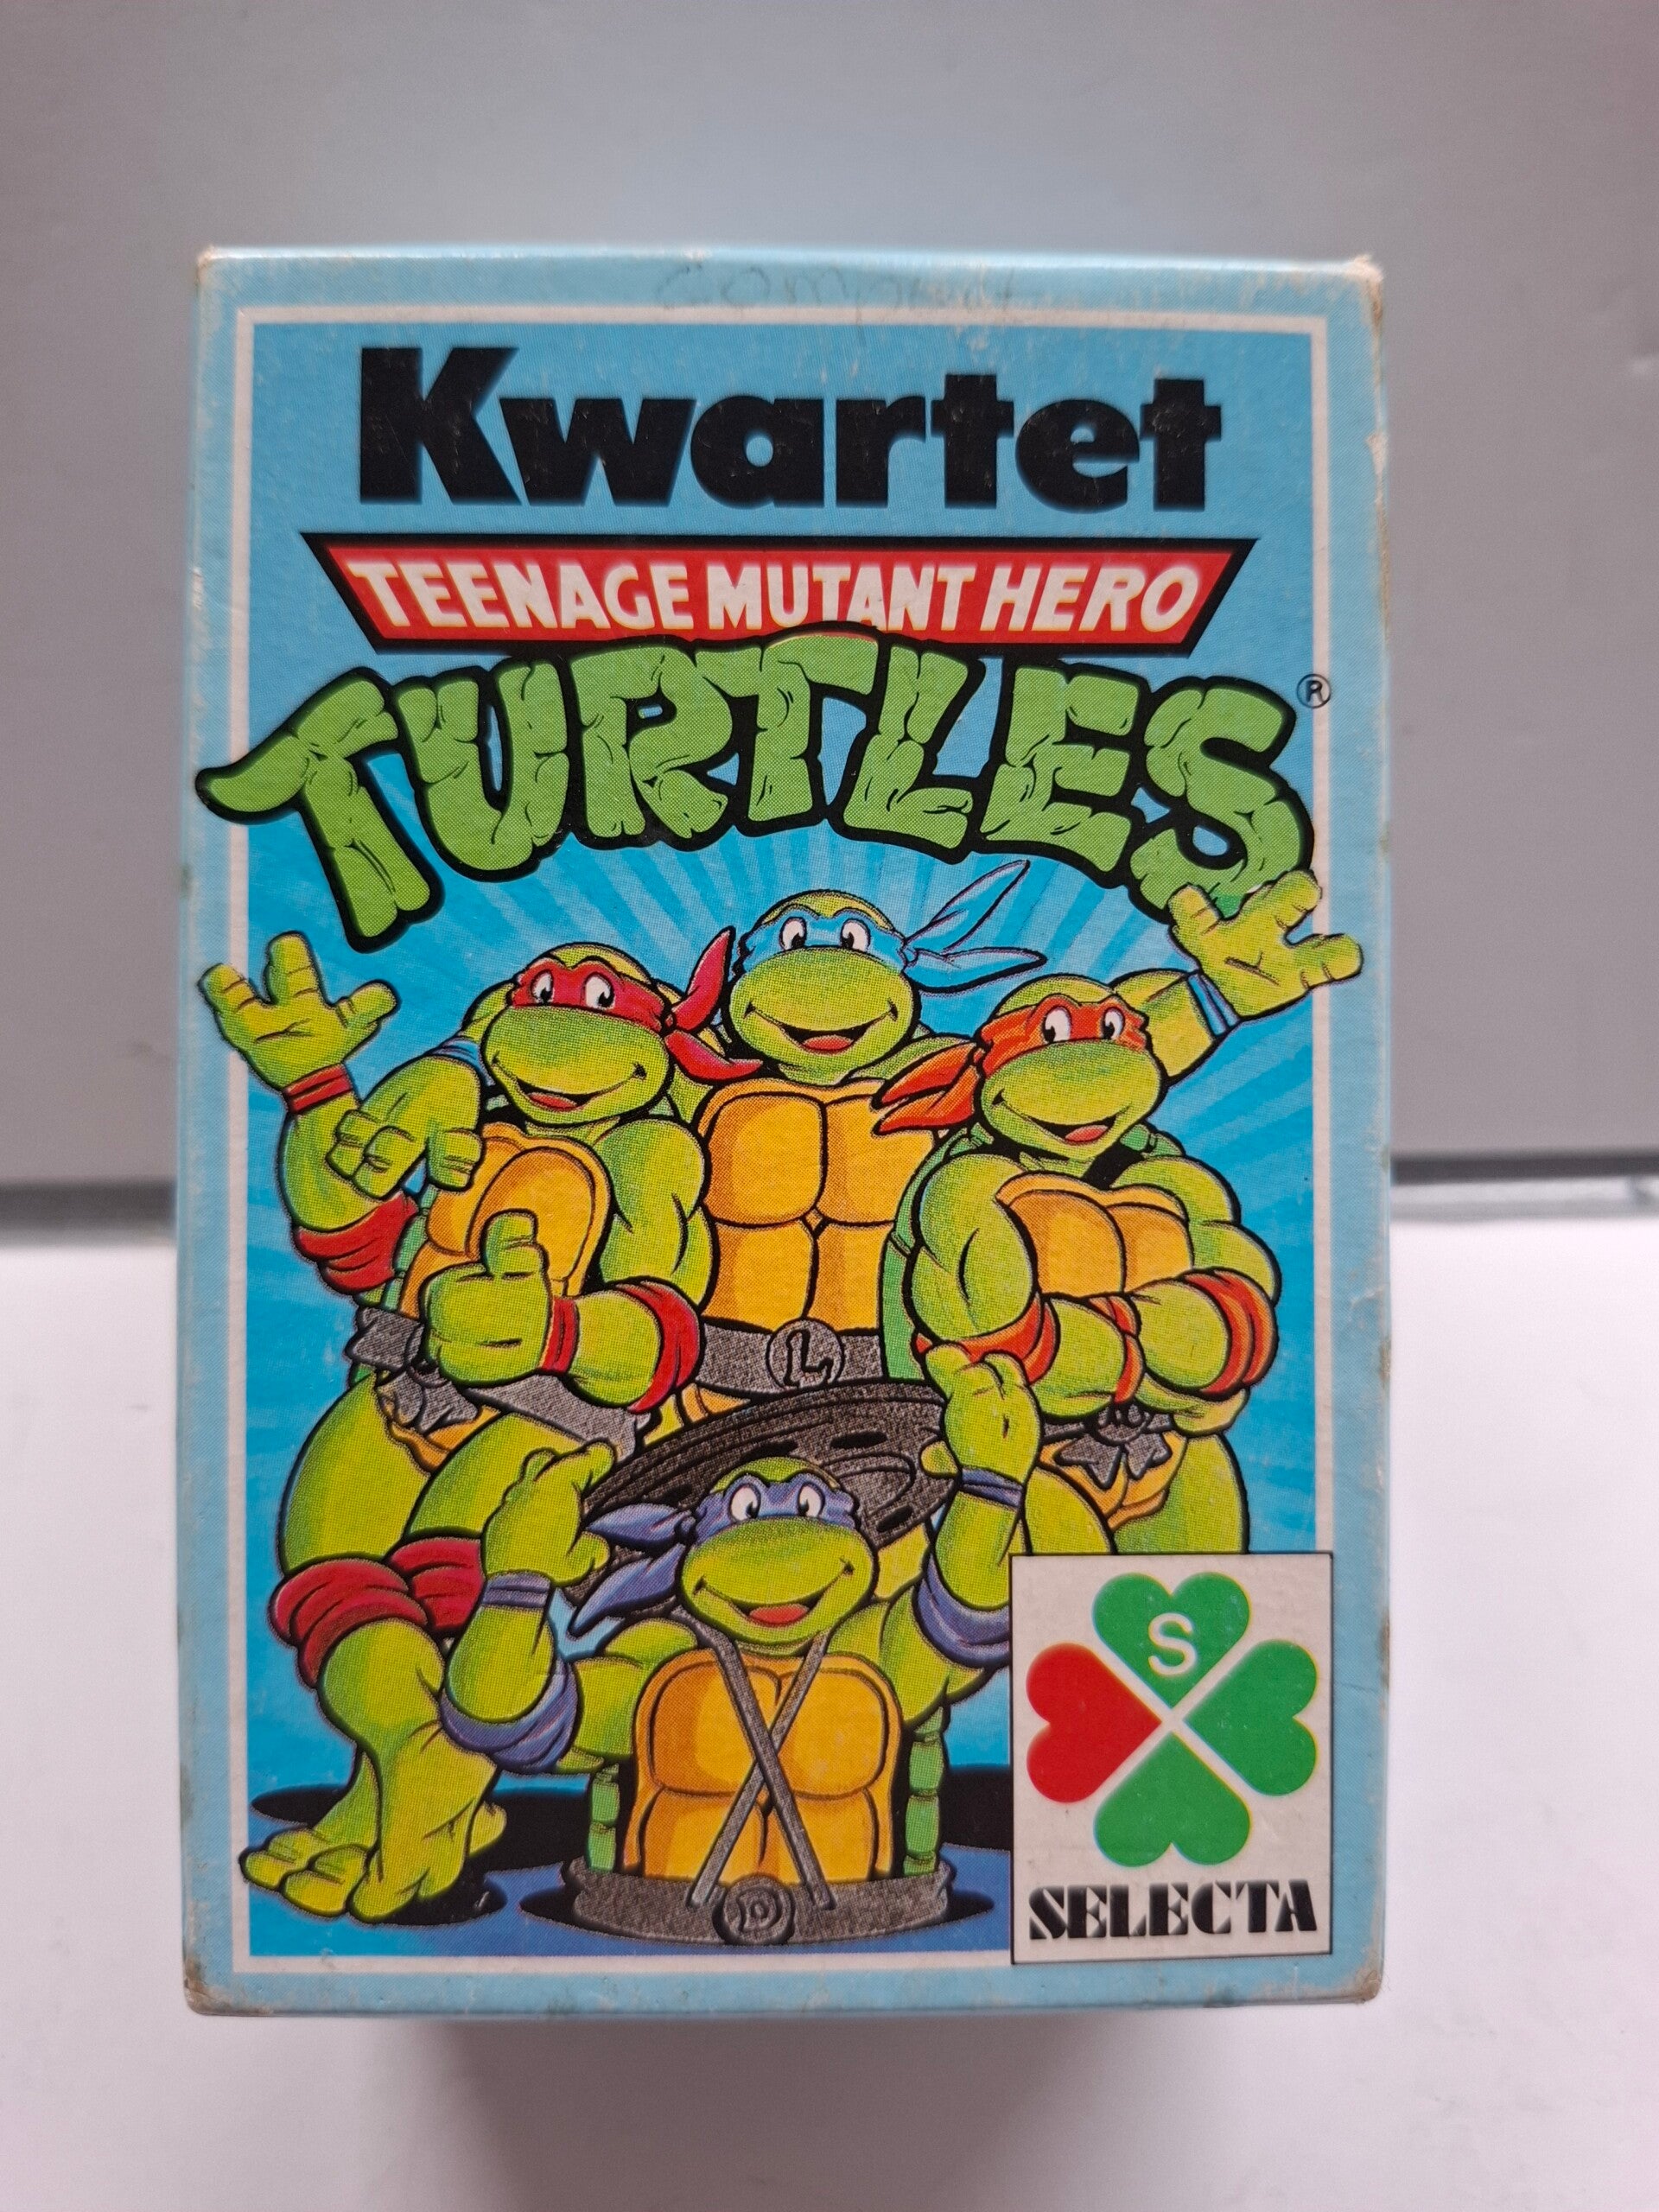 Kwartet
TEENAGE MUTANT HERO
TURTLES®
L
D
S
SELECTA